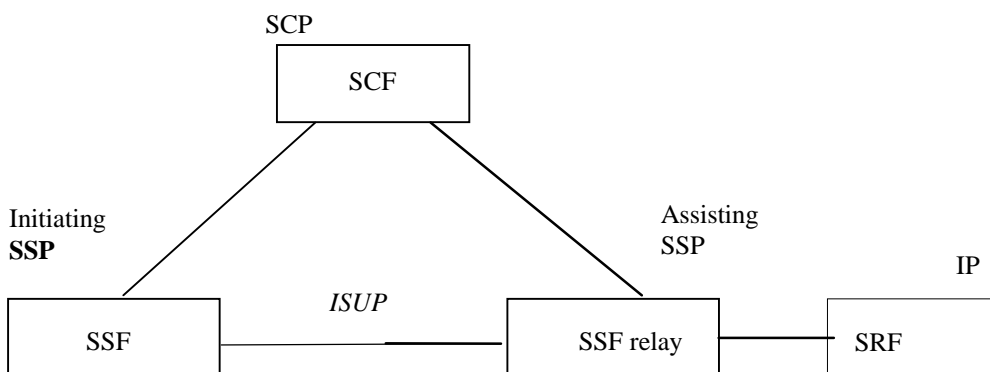 SCP
SCF
Initiating
SSP
Assisting
SSP
IP
ISUP
SSF
SSF relay
SRF